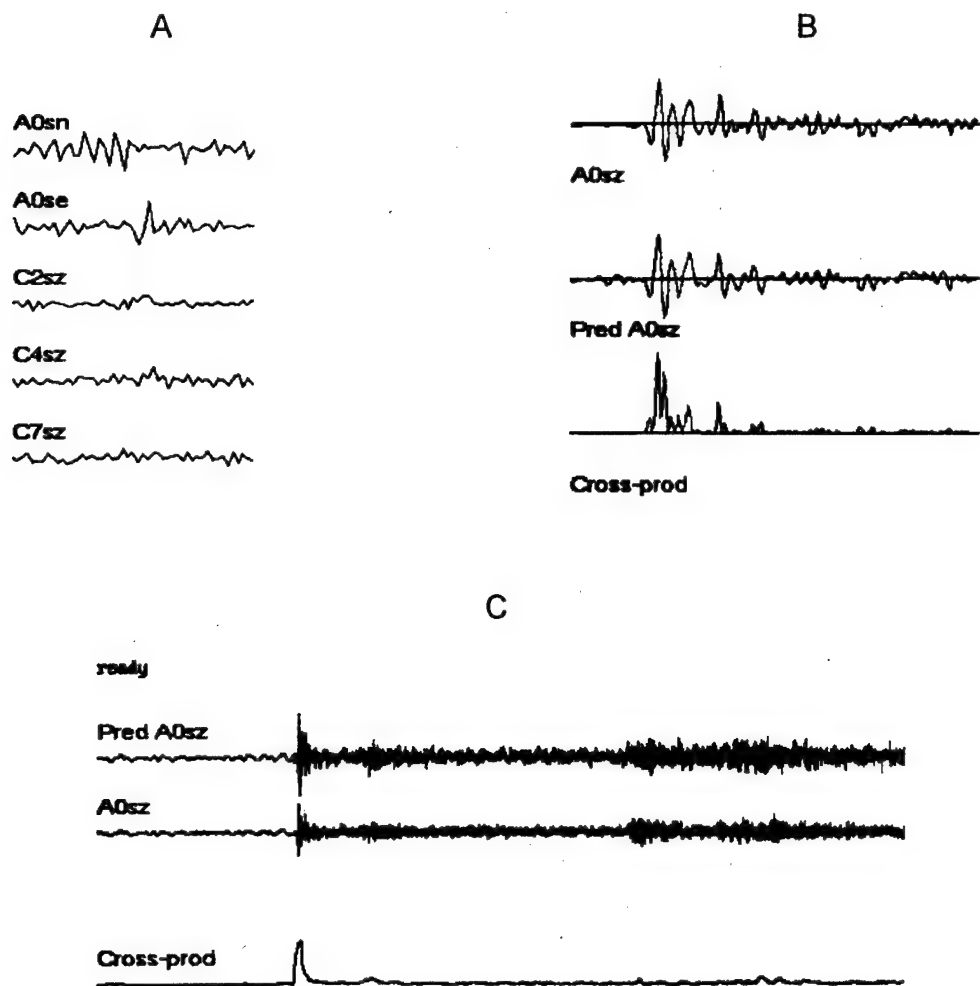 A
B
A0sn
A0se
C2sz
C4sz
C7sz
A0sz
Pred A0sz
Cross-prod
C
ready
Pred A0sz
A0sz
Cross-prod